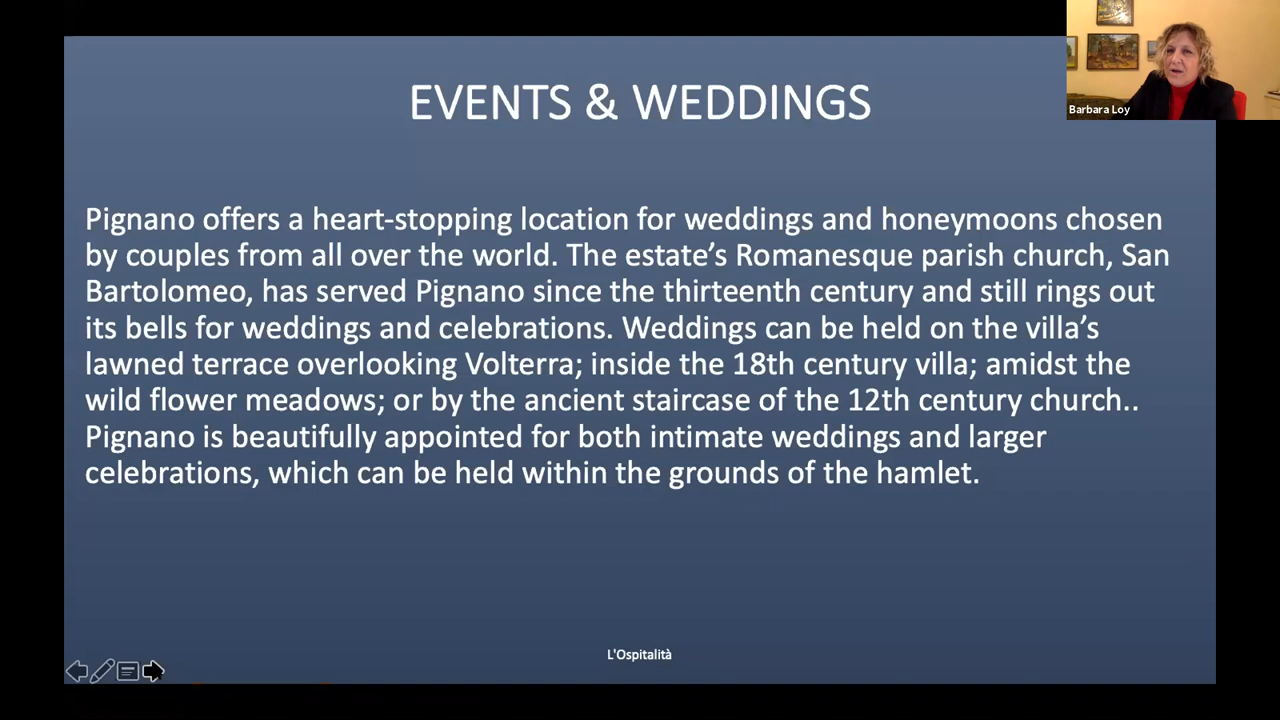 Barbara Loy
EVENTS & WEDDINGS
Pignano offers a heart-stopping location for weddings and honeymoons chosen
by couples from all over the world. The estate’s Romanesque parish church, San
Bartolomeo, has served Pignano since the thirteenth century and still rings out
its bells for weddings and celebrations. Weddings can be held on the villa’s
lawned terrace overlooking Volterra; inside the 18th century villa; amidst the
wild flower meadows; or by the ancient staircase of the 12th century church..
Pignano is beautifully appointed for both intimate weddings and larger
celebrations, which can be held within the grounds of the hamlet.
L'Ospitalità